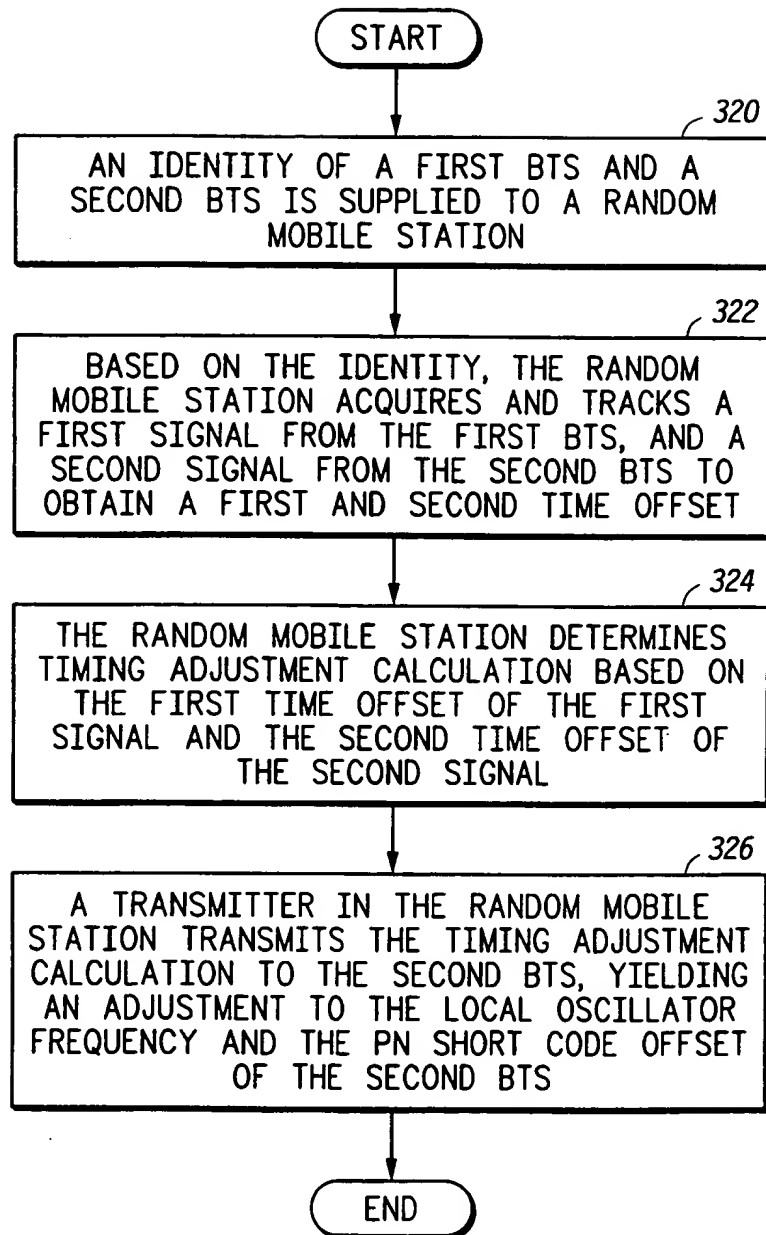 START
320
AN IDENTITY OF A FIRST BTS AND A
SECOND BTS IS SUPPLIED TO A RANDOM
MOBILE STATION
322
BASED ON THE IDENTITY, THE RANDOM
MOBILE STATION ACQUIRES AND TRACKS A
FIRST SIGNAL FROM THE FIRST BTS, AND A
SECOND SIGNAL FROM THE SECOND BTS TO
OBTAIN A FIRST AND SECOND TIME OFFSET
324
THE RANDOM MOBILE STATION DETERMINES
TIMING ADJUSTMENT CALCULATION BASED ON
THE FIRST TIME OFFSET OF THE FIRST
SIGNAL AND THE SECOND TIME OFFSET OF
THE SECOND SIGNAL
326
A TRANSMITTER IN THE RANDOM MOBILE
STATION TRANSMITS THE TIMING ADJUSTMENT
CALCULATION TO THE SECOND BTS, YIELDING
AN ADJUSTMENT TO THE LOCAL OSCILLATOR
FREQUENCY AND THE PN SHORT CODE OFFSET
OF THE SECOND BTS
END